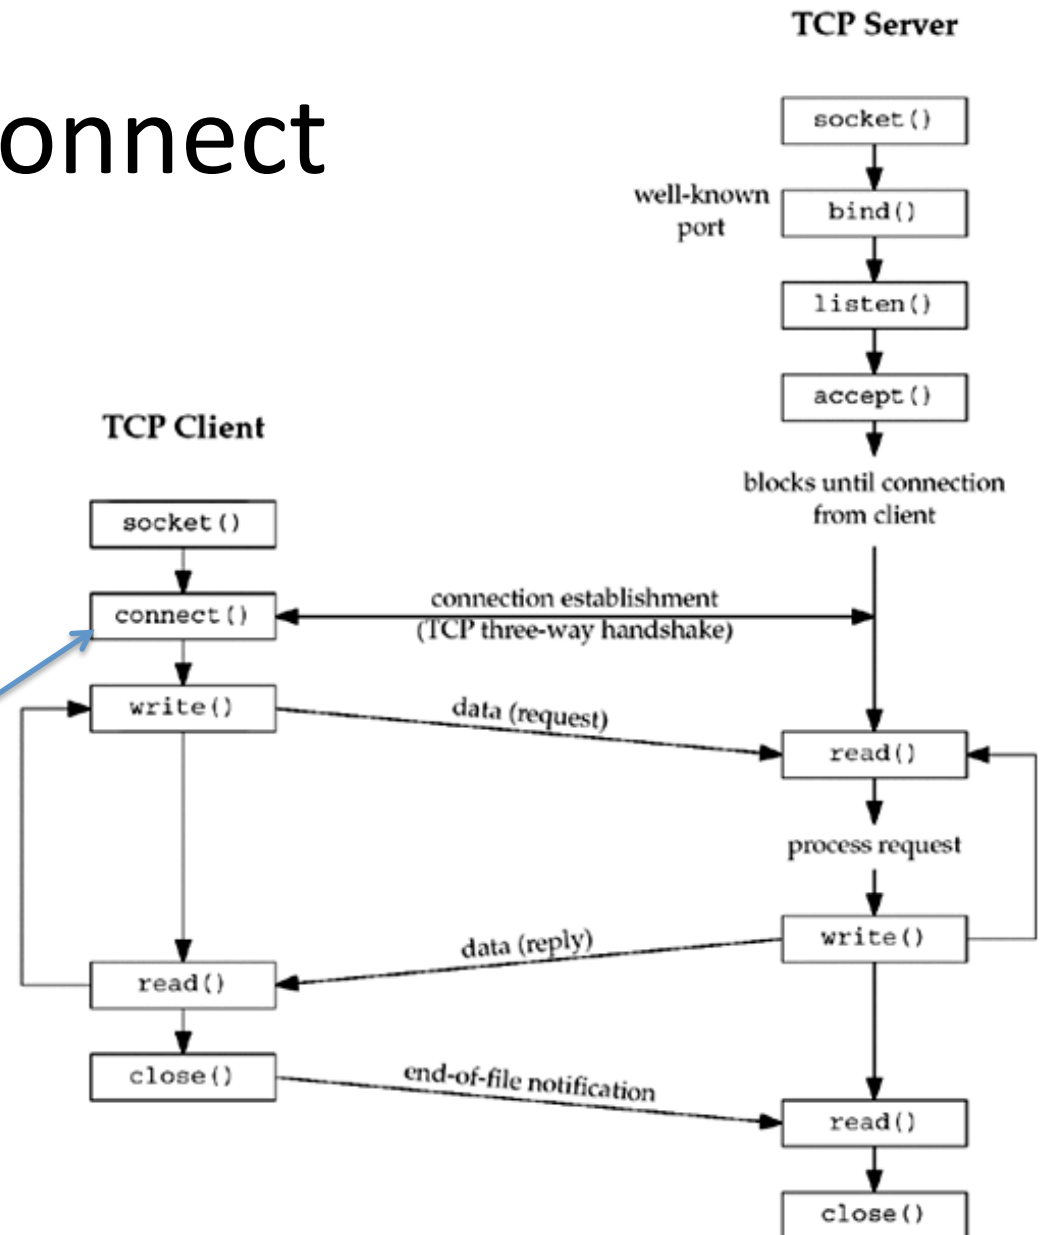 onnect
TCP Server
socket()
well-known
port
bind()
listen()
accept()
blocks until connection
from client
TCP Client
socket()
connect()
connection establishment
(TCP three-way handshake)
write()
data (request)
read()
process request
write()
data (reply)
read()
close()
end-of-file notification
read()
close()